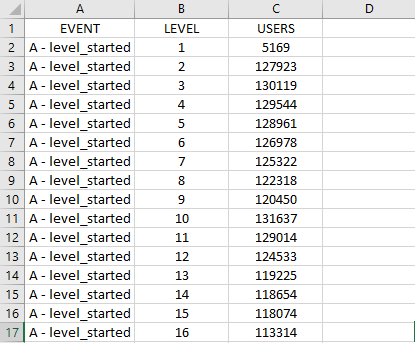 A B C D
1 EVENT LEVEL USERS
2 A - level_started 1 5169
3 A - level_started 2 127923
4 A - level_started 3 130119
5 A - level_started 4 129544
6 A - level_started 5 128961
7 A - level_started 6 126978
8 A - level_started 7 125322
9 A - level_started 8 122318
10 A - level_started 9 120450
11 A - level_started 10 131637
12 A - level_started 11 129014
13 A - level_started 12 124533
14 A - level_started 13 119225
15 A - level_started 14 118654
16 A - level_started 15 118074
17 A - level_started 16 113314